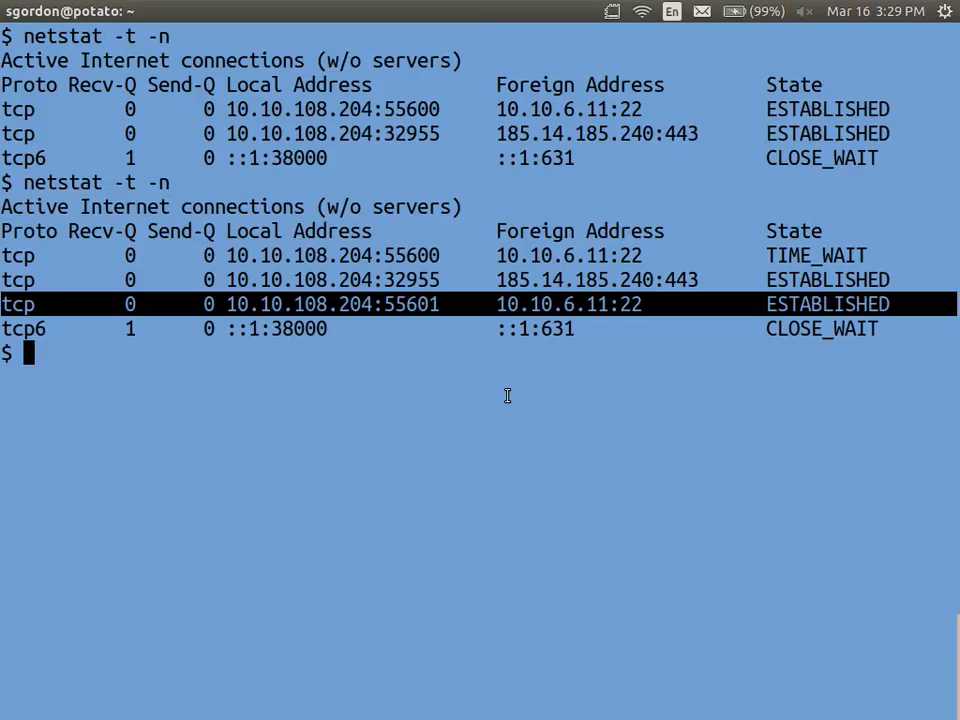 sgordon@potato: ~ En (99%) Mar 16 3:29 PM
$ netstat -t -n
Active Internet connections (w/o servers)
Proto Recv-Q Send-Q Local Address Foreign Address State
tcp 0 0 10.10.108.204:55600 10.10.6.11:22 ESTABLISHED
tcp 0 0 10.10.108.204:32955 185.14.185.240:443 ESTABLISHED
tcp6 1 0 ::1:38000 ::1:631 CLOSE_WAIT
$ netstat -t -n
Active Internet connections (w/o servers)
Proto Recv-Q Send-Q Local Address Foreign Address State
tcp 0 0 10.10.108.204:55600 10.10.6.11:22 TIME_WAIT
tcp 0 0 10.10.108.204:32955 185.14.185.240:443 ESTABLISHED
tcp 0 0 10.10.108.204:55601 10.10.6.11:22 ESTABLISHED
tcp6 1 0 ::1:38000 ::1:631 CLOSE_WAIT
$